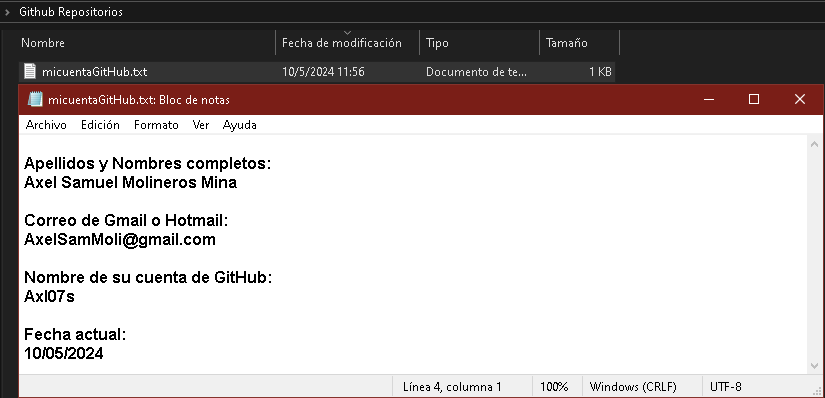 Github Repositorios
Nombre Fecha de modificación Tipo Tamaño
micuentaGitHub.txt 10/5/2024 11:56 Documento de te... 1 KB
micuentaGitHub.txt: Bloc de notas
Archivo Edición Formato Ver Ayuda
Apellidos y Nombres completos:
Axel Samuel Molineros Mina
Correo de Gmail o Hotmail:
AxelSamMoli@gmail.com
Nombre de su cuenta de GitHub:
Axl07s
Fecha actual:
10/05/2024
Línea 4, columna 1 100% Windows (CRLF) UTF-8